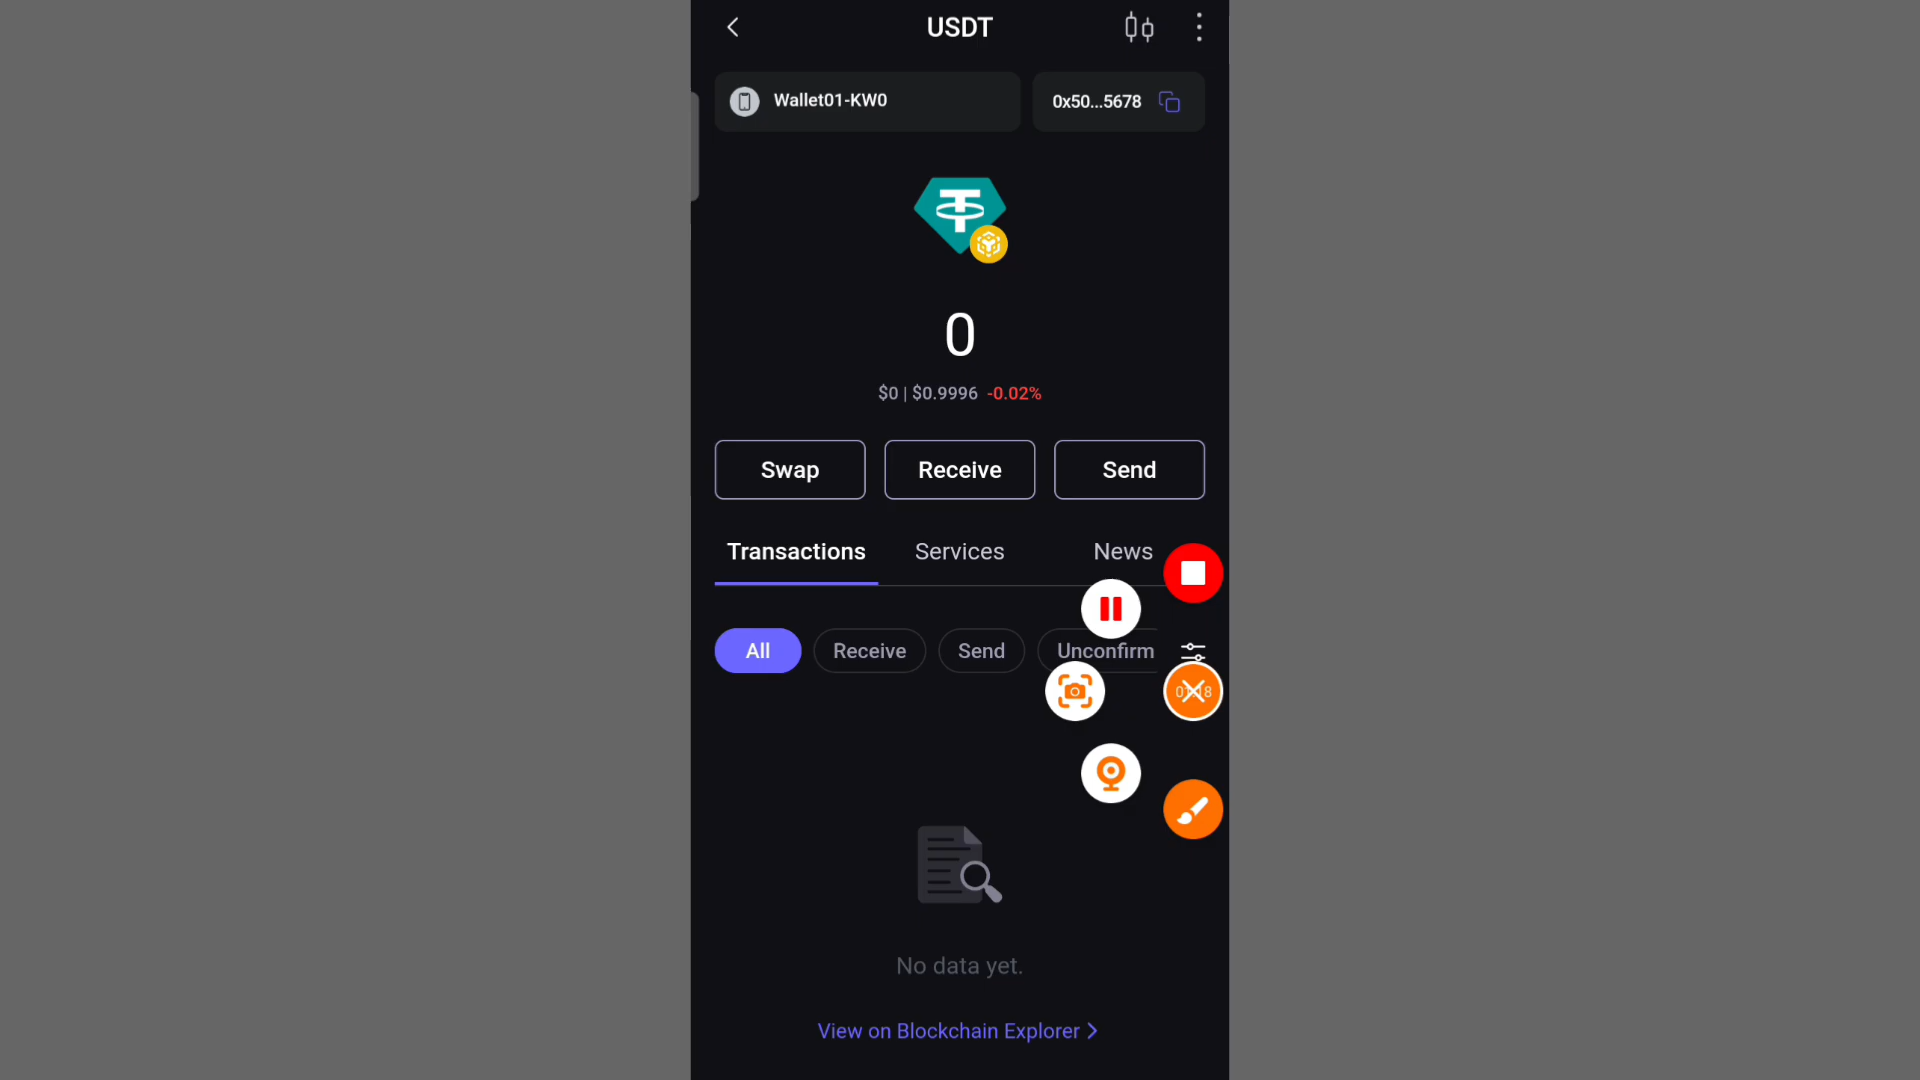 USDT
Wallet01-KW0
0x50...5678
0
$0 | $0.9996 -0.02%
Swap
Receive
Send
Transactions
Services
News
All
Receive
Send
Unconfirm
No data yet.
View on Blockchain Explorer